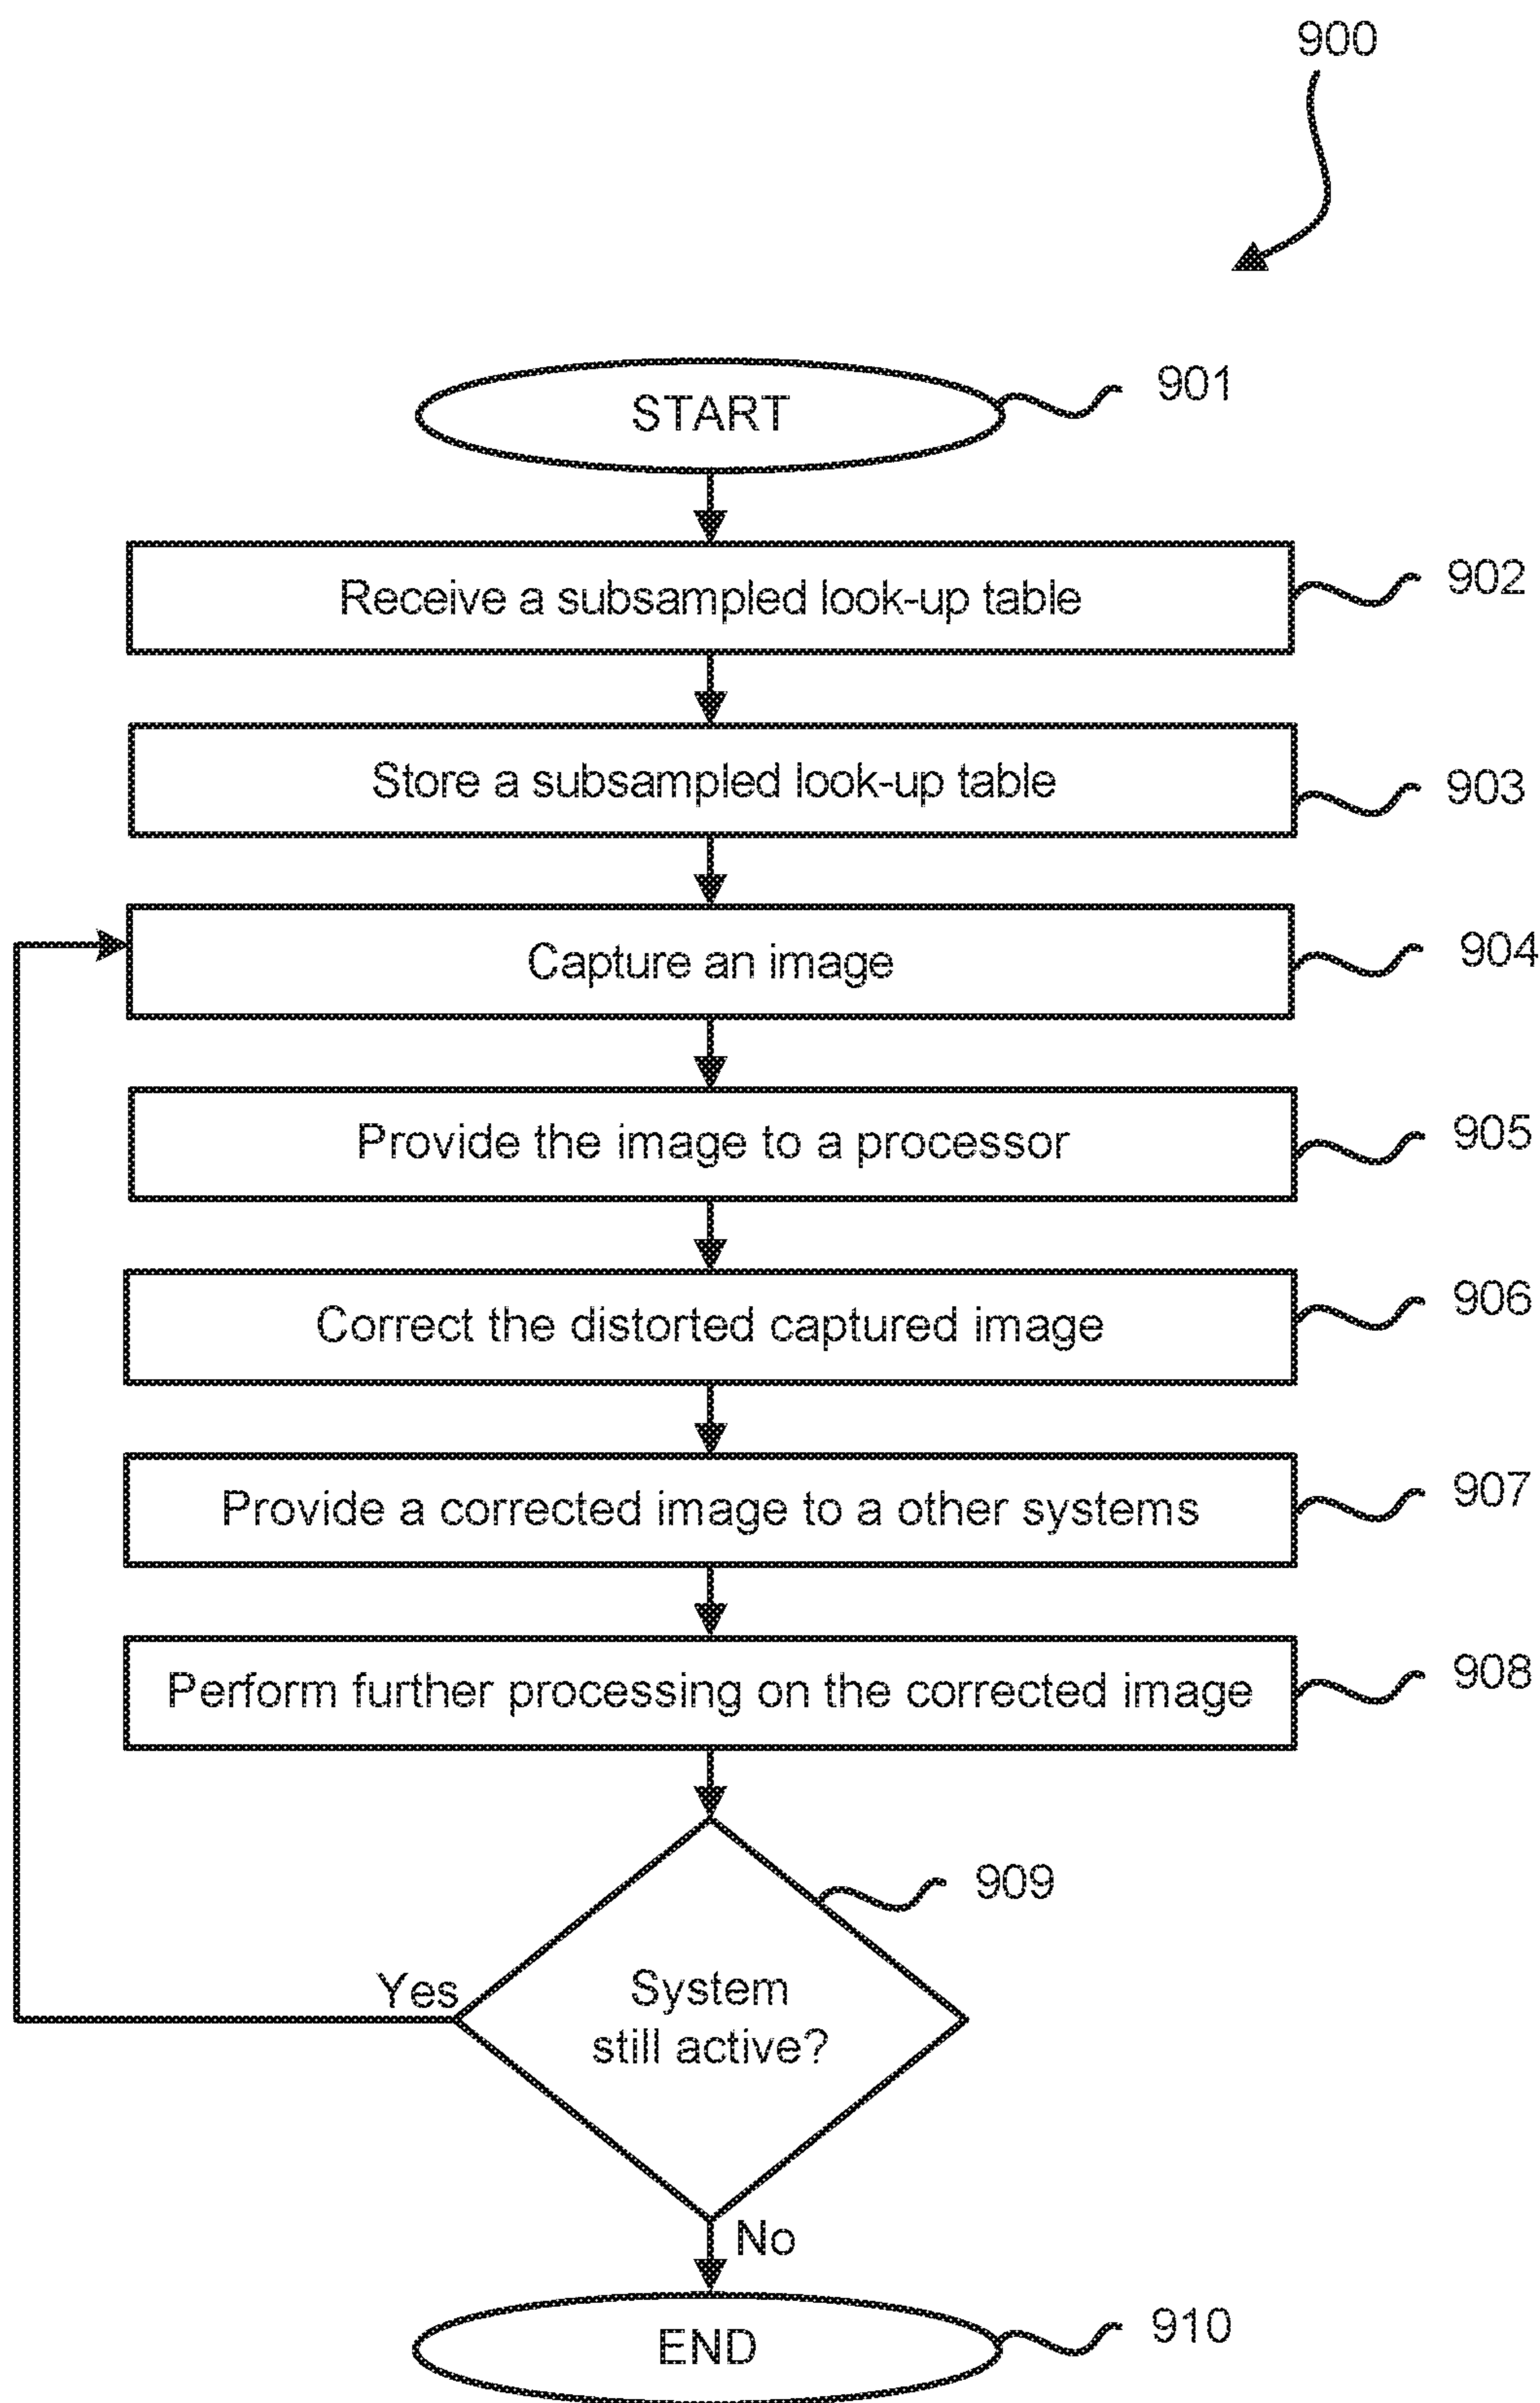 900
START
901
Receive a subsampled look-up table
902
Store a subsampled look-up table
903
Capture an image
904
Provide the image to a processor
905
Correct the distorted captured image
906
Provide a corrected image to a other systems
907
Perform further processing on the corrected image
908
909
Yes
System
still active?
No
END
910